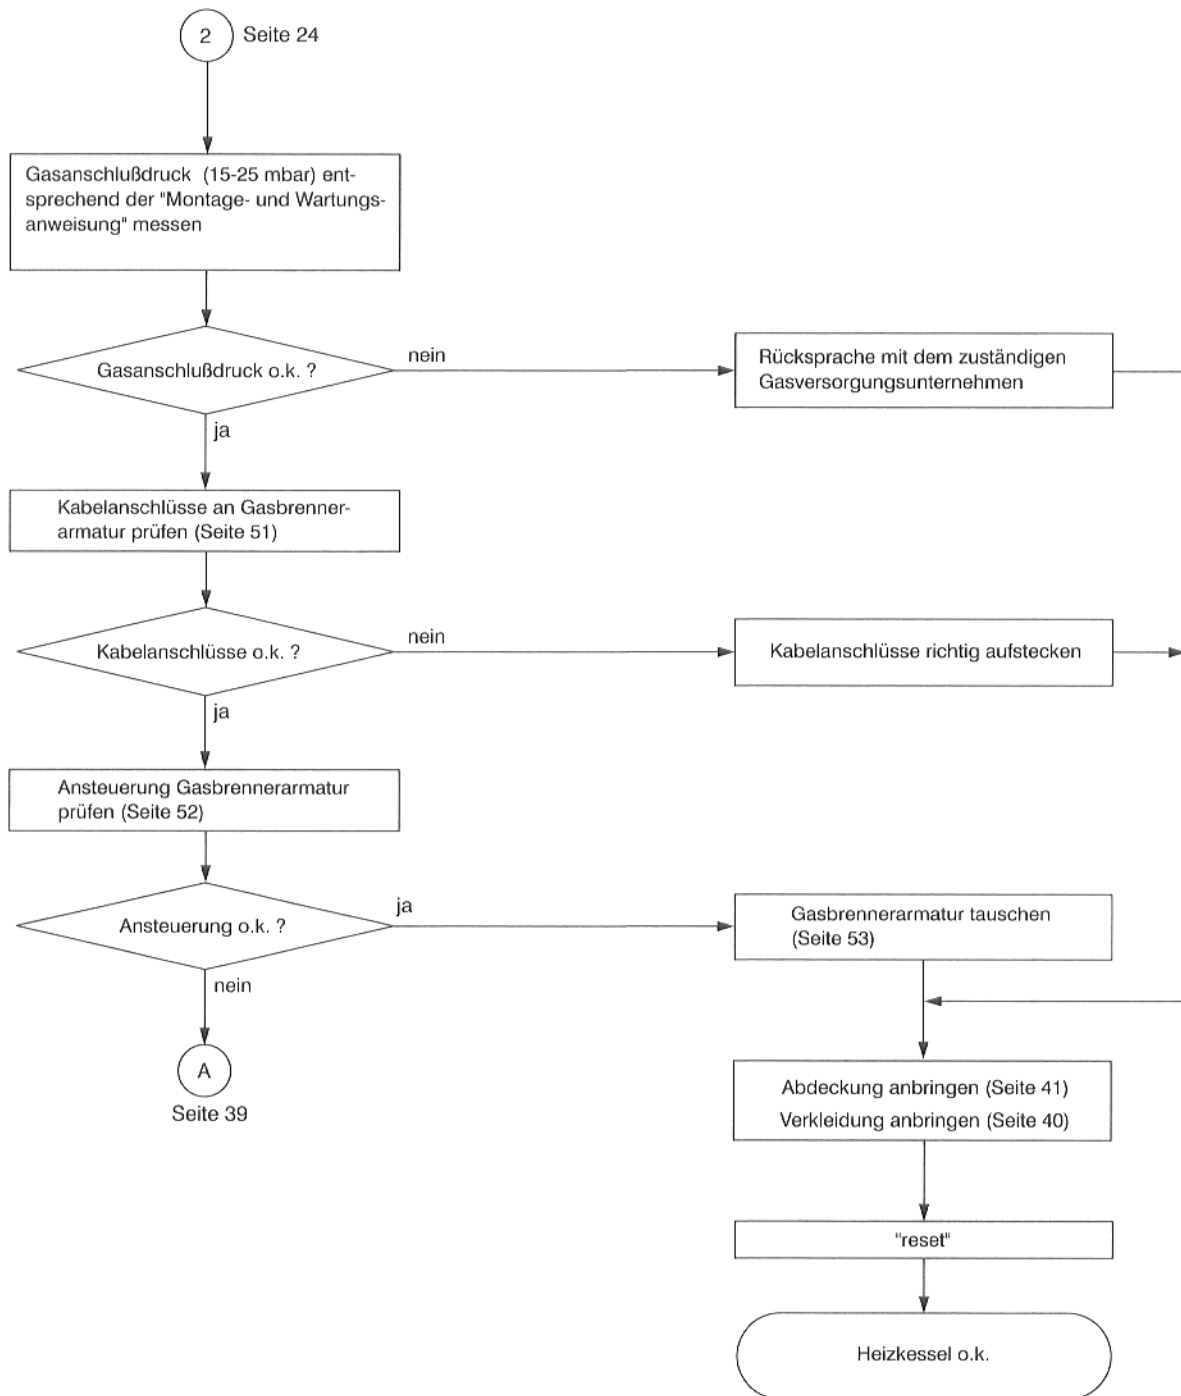 2 Seite 24
Gasanschlußdruck (15-25 mbar) ent-
sprechend der "Montage- und Wartungs-
anweisung" messen
Gasanschlußdruck o.k. ?
nein
Rücksprache mit dem zuständigen
Gasversorgungsunternehmen
ja
Kabelanschlüsse an Gasbrenner-
armatur prüfen (Seite 51)
Kabelanschlüsse o.k. ?
nein
Kabelanschlüsse richtig aufstecken
ja
Ansteuerung Gasbrennerarmatur
prüfen (Seite 52)
Ansteuerung o.k. ?
ja
Gasbrennerarmatur tauschen
(Seite 53)
nein
A
Seite 39
Abdeckung anbringen (Seite 41)
Verkleidung anbringen (Seite 40)
"reset"
Heizkessel o.k.